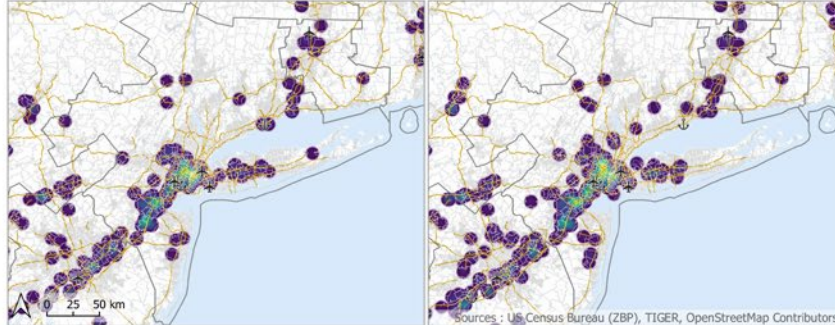 0 25 50 km
Sources : US Census Bureau (ZBP), TIGER, OpenStreetMap Contributors